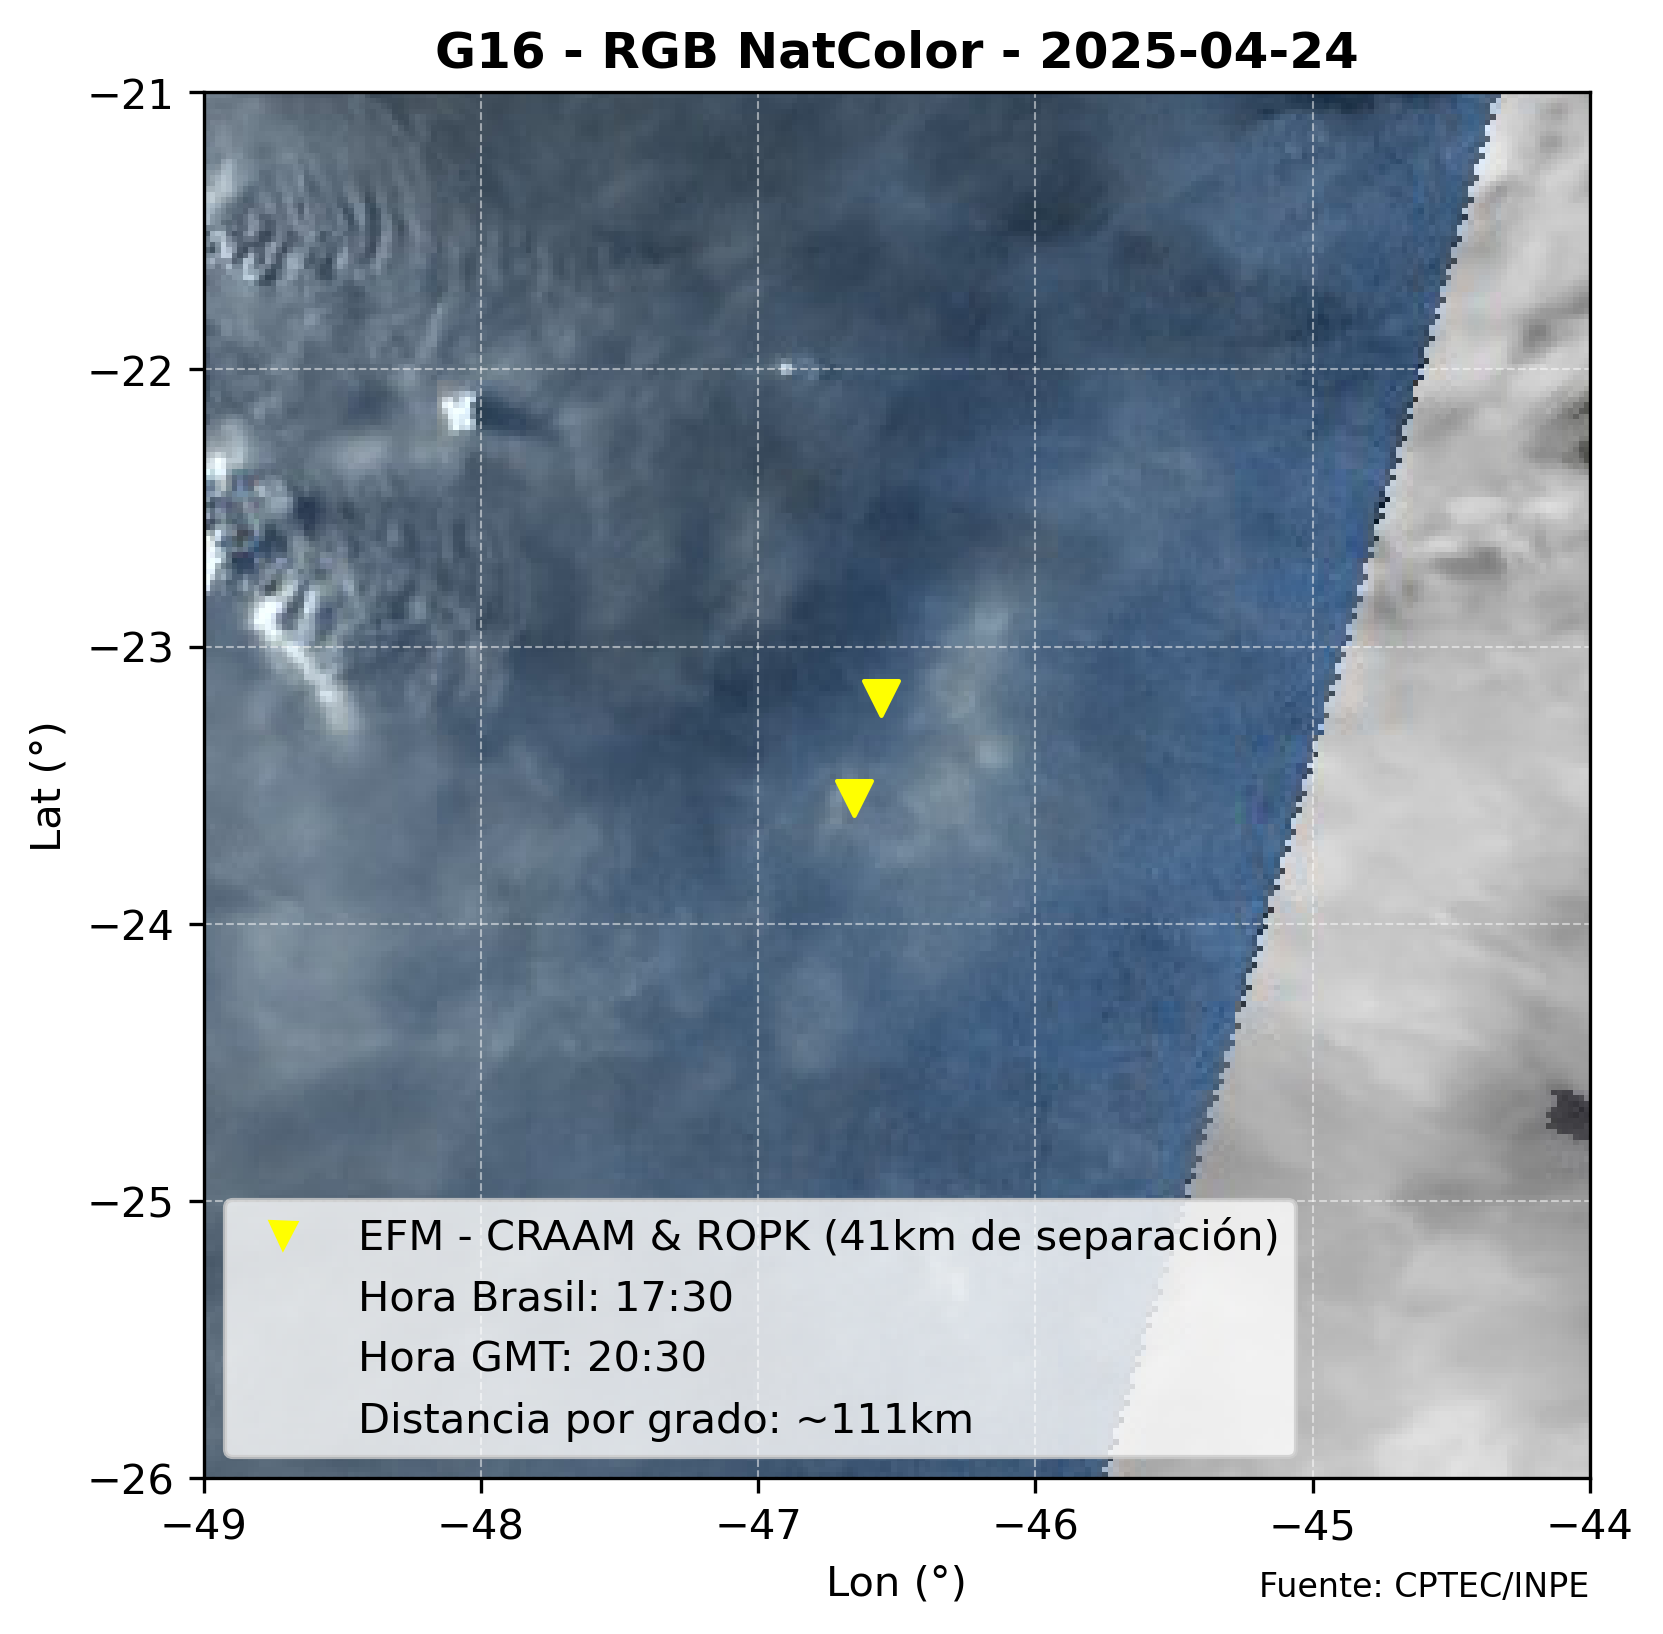 G16 - RGB NatColor - 2025-04-24
−21
−22
−23
−24
−25
−26
Lat (°)
EFM - CRAAM & ROPK (41km de separación)
Hora Brasil: 17:30
Hora GMT: 20:30
Distancia por grado: ~111km
−49 −48 −47 −46 −45 −44
Lon (°)
Fuente: CPTEC/INPE